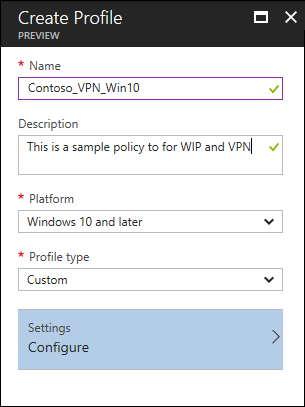 Create Profile
PREVIEW
* Name
Contoso_VPN_Win10
Description
This is a sample policy to for WIP and VPN
* Platform
Windows 10 and later
* Profile type
Custom
Settings
Configure